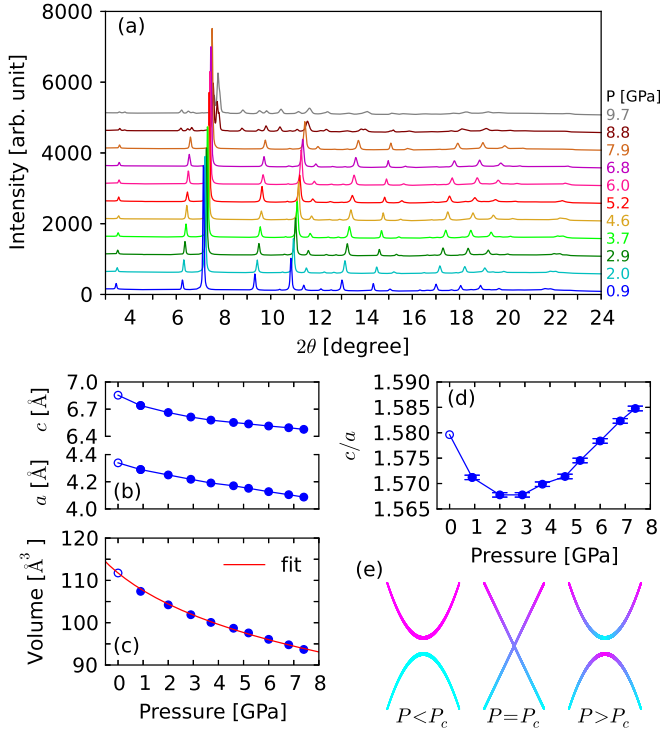 (a)
8000
6000
4000
2000
0
Intensity [arb. unit]
P [GPa]
9.7
8.8
7.9
6.8
6.0
5.2
4.6
3.7
2.9
2.0
0.9
4 6 8 10 12 14 16 18 20 22 24
2θ [degree]
7.0
6.7
6.4
c [Å]
4.4
4.2
4.0
a [Å]
(b)
120
110
100
90
Volume [Å³ ]
fit
(c)
0 1 2 3 4 5 6 7 8
Pressure [GPa]
(d)
1.590
1.585
1.580
1.575
1.570
1.565
c/a
0 1 2 3 4 5 6 7 8
Pressure [GPa]
(e)
P<P_c P=P_c P>P_c